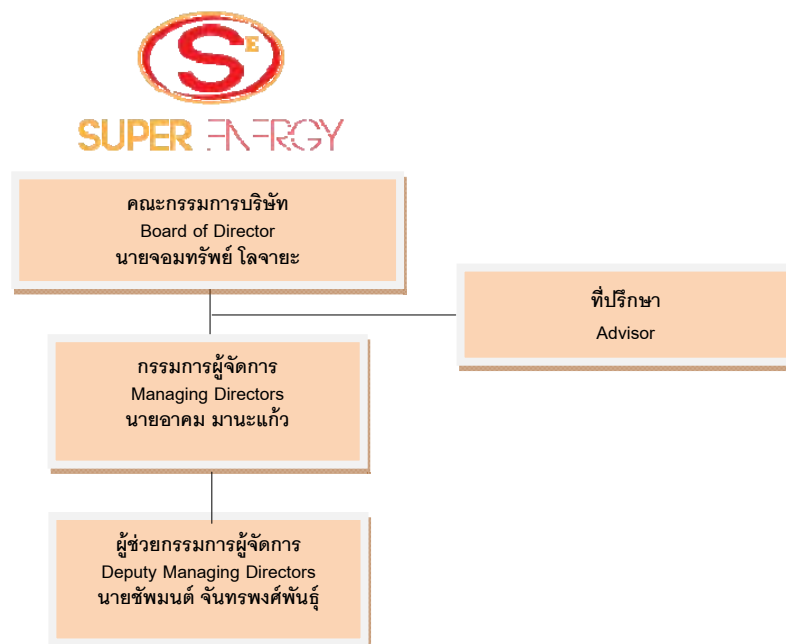 SE
SUPER ENERGY
คณะกรรมการบริษัท
Board of Director
นายจอมทรัพย์ โลจายะ
ที่ปรึกษา
Advisor
กรรมการผู้จัดการ
Managing Directors
นายอาคม มานะแก้ว
ผู้ช่วยกรรมการผู้จัดการ
Deputy Managing Directors
นายชัพมนต์ จันทรพงศ์พันธุ์